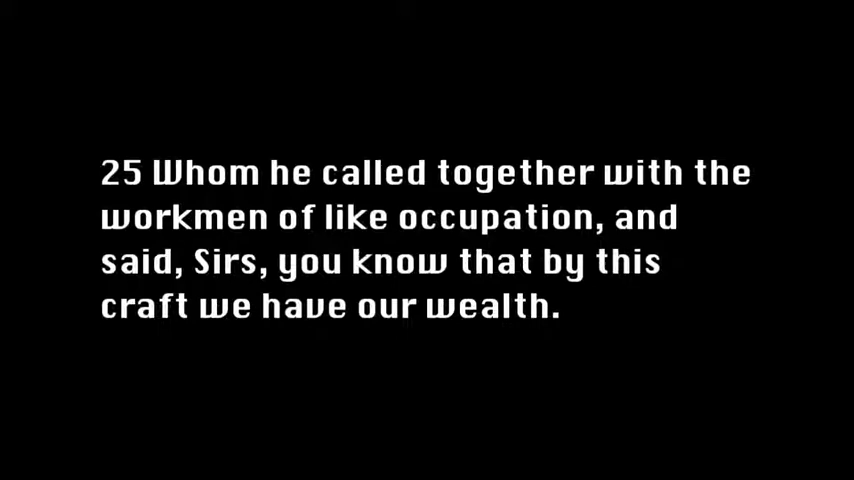 25 Whom he called together with the
workmen of like occupation, and
said, Sirs, you know that by this
craft we have our wealth.